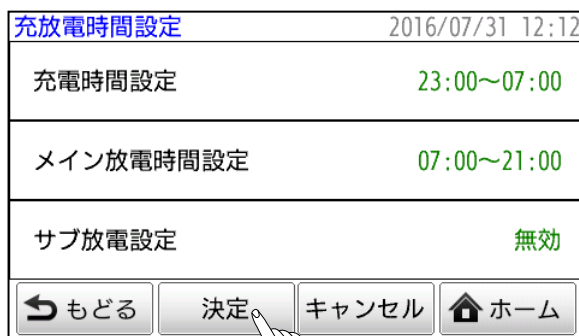 充放電時間設定 2016/07/31 12:12
充電時間設定 23:00～07:00
メイン放電時間設定 07:00～21:00
サブ放電設定 無効
もどる 決定 キャンセル ホーム